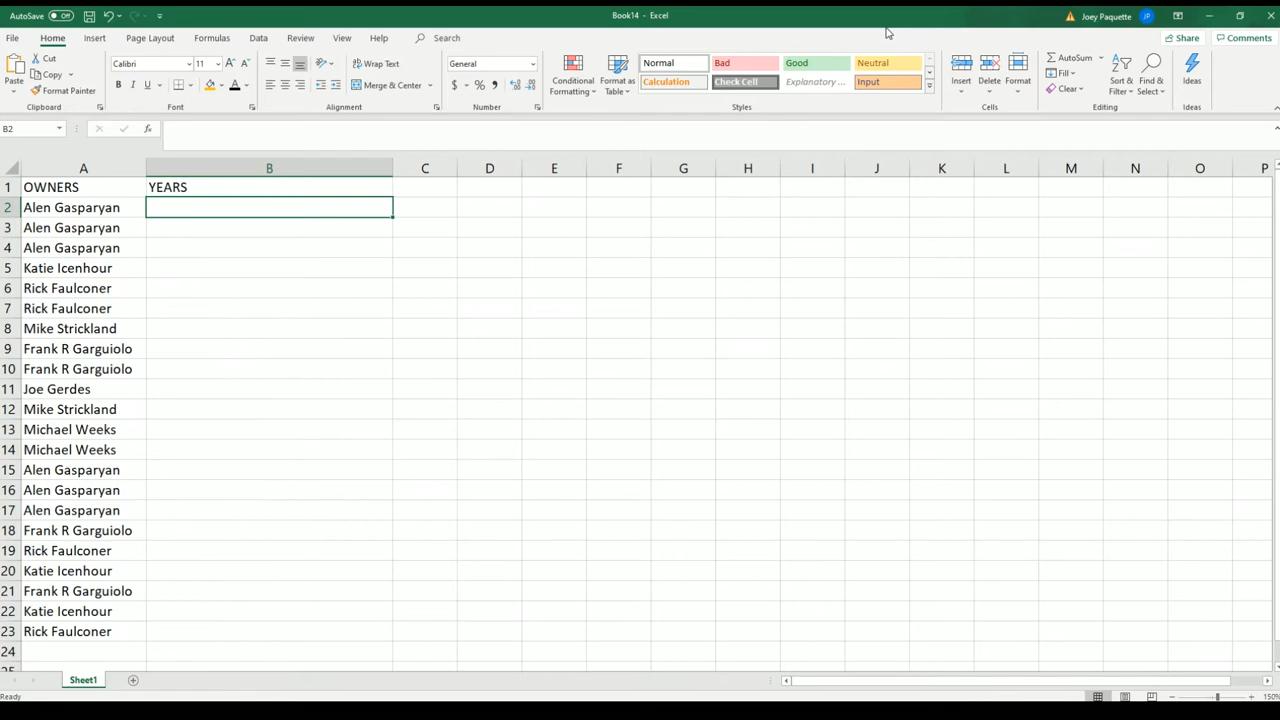 AutoSave Off
Book14 - Excel
Joey Paquette JP
File Home Insert Page Layout Formulas Data Review View Help Search
Share Comments
Paste
Cut
Copy
Format Painter
Clipboard
Calibri 11
B I U
Font
Wrap Text
Merge & Center
Alignment
General
$ %
Number
Conditional Formatting
Format as Table
Normal Bad Good Neutral
Calculation Check Cell Explanatory ... Input
Styles
Insert Delete Format
Cells
AutoSum
Fill
Clear
Sort & Filter
Find & Select
Editing
Ideas
Ideas
B2 fx
A B C D E F G H I J K L M N O P
1 OWNERS YEARS
2 Alen Gasparyan
3 Alen Gasparyan
4 Alen Gasparyan
5 Katie Icenhour
6 Rick Faulconer
7 Rick Faulconer
8 Mike Strickland
9 Frank R Garguiolo
10 Frank R Garguiolo
11 Joe Gerdes
12 Mike Strickland
13 Michael Weeks
14 Michael Weeks
15 Alen Gasparyan
16 Alen Gasparyan
17 Alen Gasparyan
18 Frank R Garguiolo
19 Rick Faulconer
20 Katie Icenhour
21 Frank R Garguiolo
22 Katie Icenhour
23 Rick Faulconer
24
25
Sheet1
Ready
150%